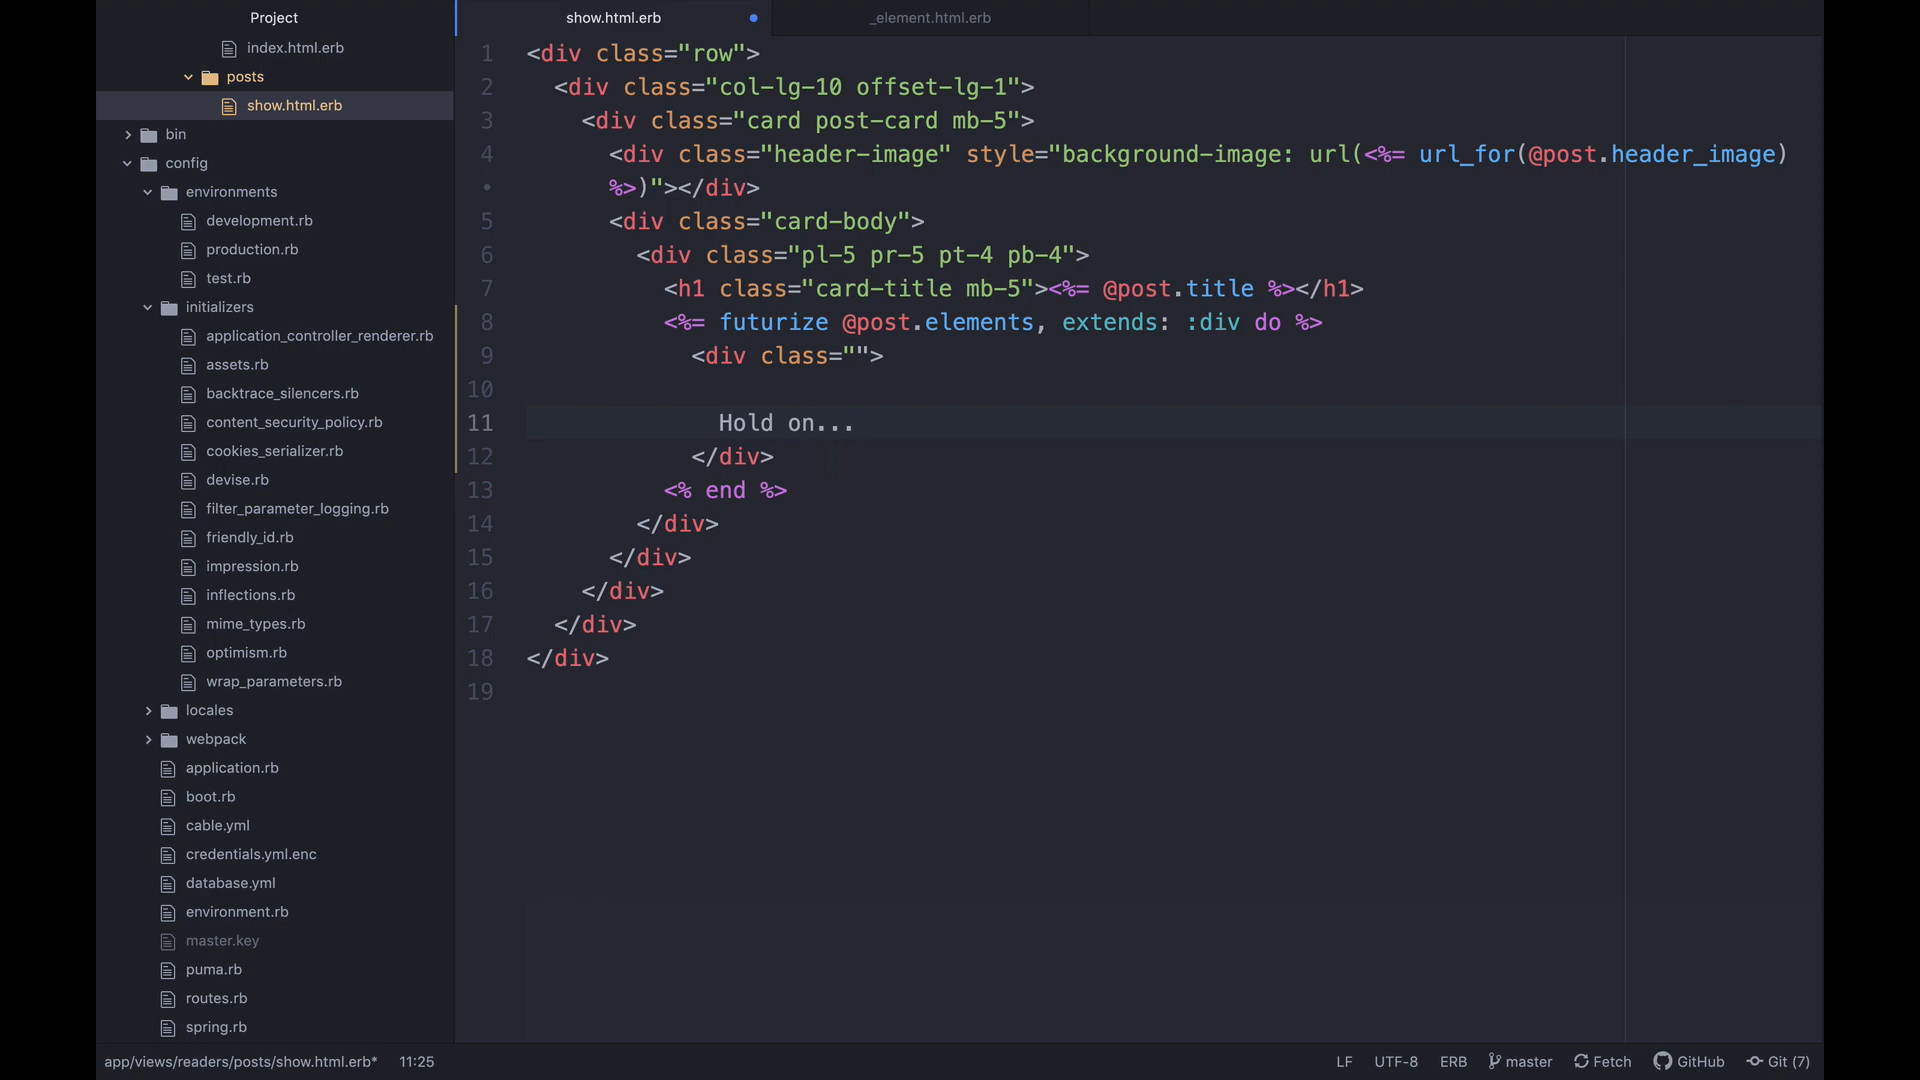 Project
index.html.erb
posts
show.html.erb
bin
config
environments
development.rb
production.rb
test.rb
initializers
application_controller_renderer.rb
assets.rb
backtrace_silencers.rb
content_security_policy.rb
cookies_serializer.rb
devise.rb
filter_parameter_logging.rb
friendly_id.rb
impression.rb
inflections.rb
mime_types.rb
optimism.rb
wrap_parameters.rb
locales
webpack
application.rb
boot.rb
cable.yml
credentials.yml.enc
database.yml
environment.rb
master.key
puma.rb
routes.rb
spring.rb
show.html.erb
_element.html.erb
1 <div class="row">
2 <div class="col-lg-10 offset-lg-1">
3 <div class="card post-card mb-5">
4 <div class="header-image" style="background-image: url(<%= url_for(@post.header_image)
• %>)"></div>
5 <div class="card-body">
6 <div class="pl-5 pr-5 pt-4 pb-4">
7 <h1 class="card-title mb-5"><%= @post.title %></h1>
8 <%= futurize @post.elements, extends: :div do %>
9 <div class="">
10
11 Hold on...
12 </div>
13 <% end %>
14 </div>
15 </div>
16 </div>
17 </div>
18 </div>
19
app/views/readers/posts/show.html.erb* 11:25 LF UTF-8 ERB master Fetch GitHub Git (7)